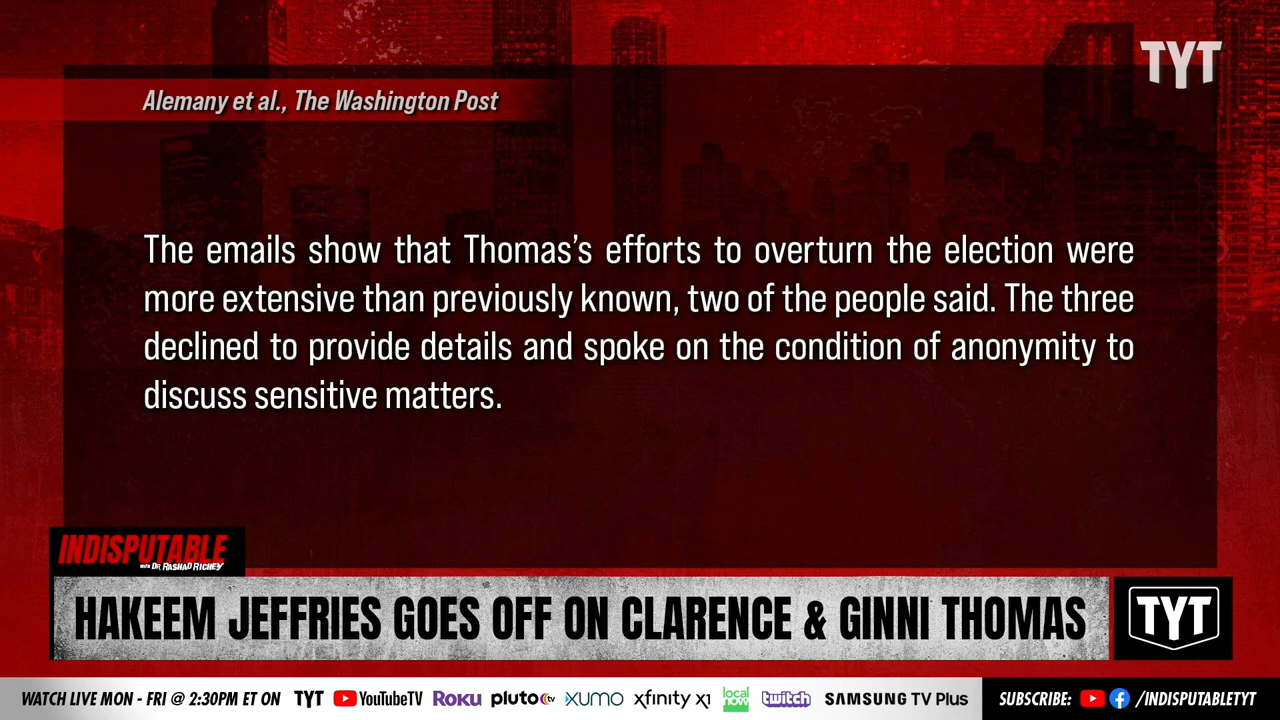 TYT
Alemany et al., The Washington Post
The emails show that Thomas’s efforts to overturn the election were
more extensive than previously known, two of the people said. The three
declined to provide details and spoke on the condition of anonymity to
discuss sensitive matters.
INDISPUTABLE
WITH DR. RASHAD RICHEY
HAKEEM JEFFRIES GOES OFF ON CLARENCE & GINNI THOMAS
TYT
WATCH LIVE MON - FRI @ 2:30PM ET ON TYT YouTubeTV ROKU pluto tv XUMO xfinity x1 local now twitch SAMSUNG TV Plus SUBSCRIBE: /INDISPUTABLETYT